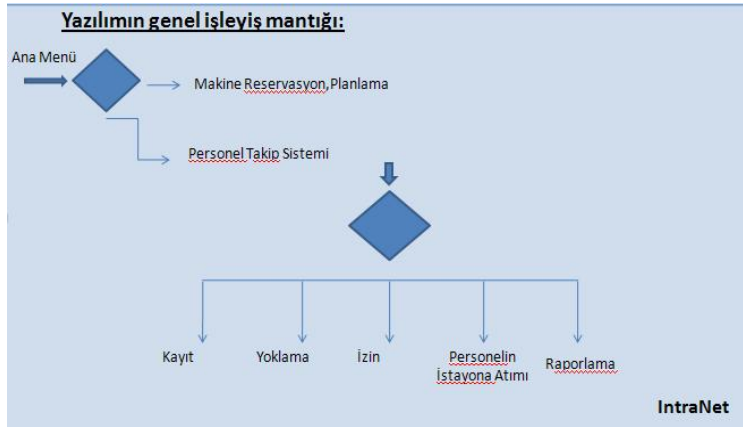 Yazılımın genel işleyiş mantığı:
Ana Menü
Makine Reservasyon,Planlama
Personel Takip Sistemi
Kayıt
Yoklama
İzin
Personelin
İstayona Atımı
Raporlama
IntraNet